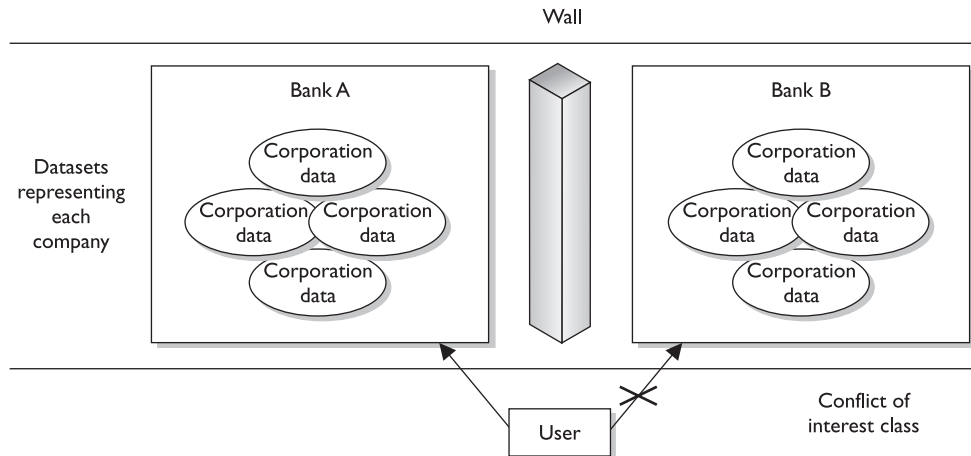 Wall
Bank A
Bank B
Datasets
representing
each
company
Corporation
data
Corporation
data
Corporation
data
Corporation
data
Corporation
data
Corporation
data
Corporation
data
Corporation
data
User
Conflict of
interest class